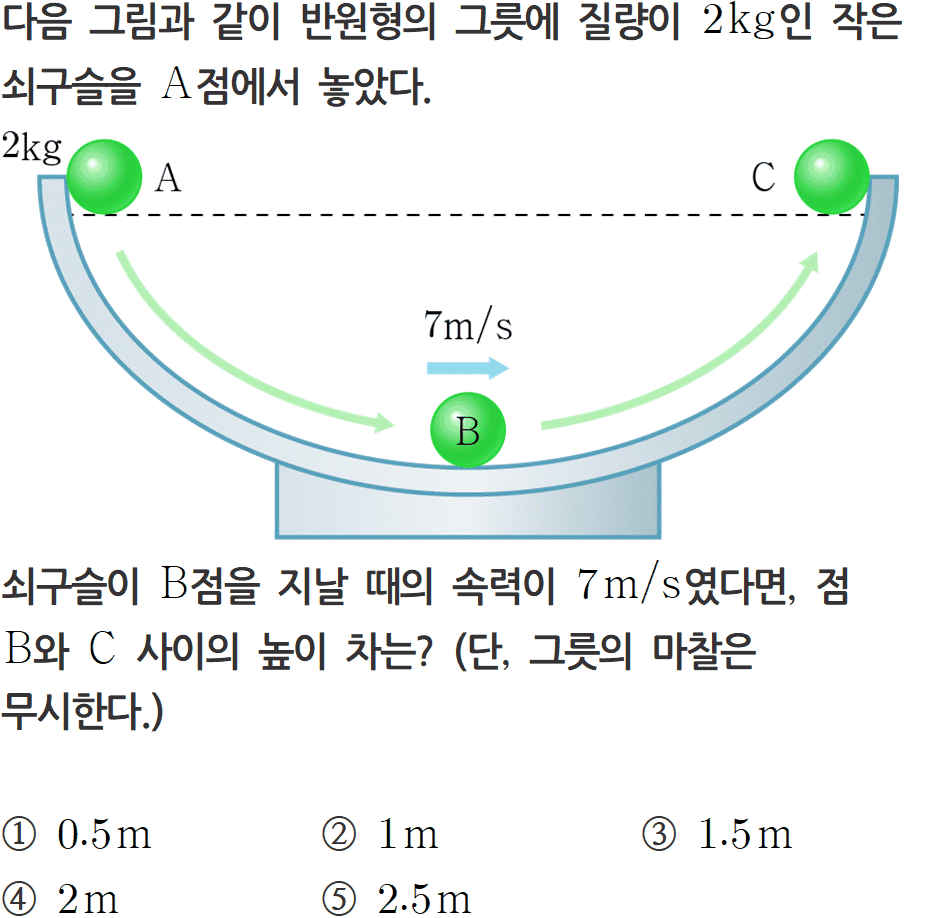 다음 그림과 같이 반원형의 그릇에 질량이 2kg인 작은
쇠구슬을 A점에서 놓았다.
2kg
A
C
7m/s
B
쇠구슬이 B점을 지날 때의 속력이 7m/s였다면, 점
B와 C 사이의 높이 차는? (단, 그릇의 마찰은
무시한다.)
① 0.5m ② 1m ③ 1.5m
④ 2m ⑤ 2.5m